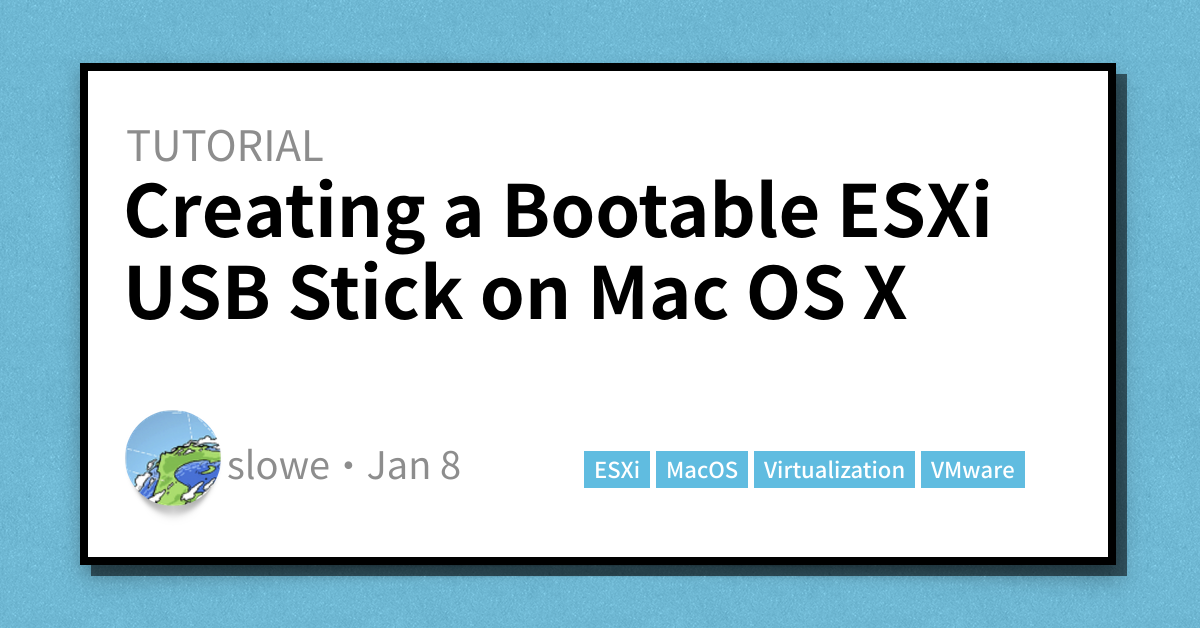 TUTORIAL
Creating a Bootable ESXi
USB Stick on Mac OS X
slowe • Jan 8
ESXi MacOS Virtualization VMware